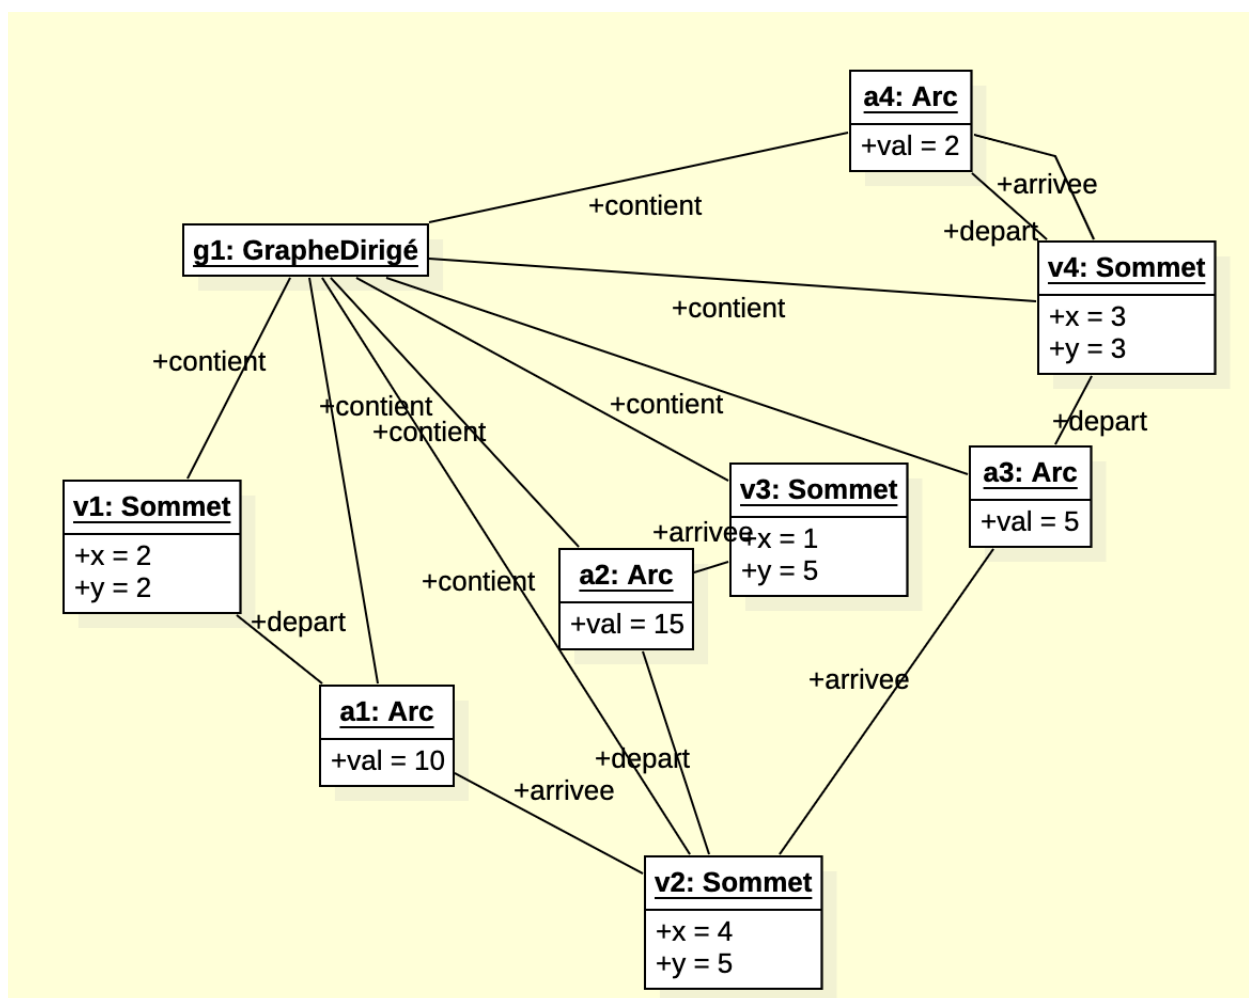 a4: Arc
+val = 2
+arrivee
+contient
+depart
g1: GrapheDirigé
v4: Sommet
+x = 3
+y = 3
+contient
+contient
+contient
+contient
+contient
+depart
a3: Arc
+val = 5
v3: Sommet
+x = 1
+y = 5
v1: Sommet
+x = 2
+y = 2
+arrivee
a2: Arc
+val = 15
+contient
+depart
+arrivee
a1: Arc
+val = 10
+depart
+arrivee
v2: Sommet
+x = 4
+y = 5